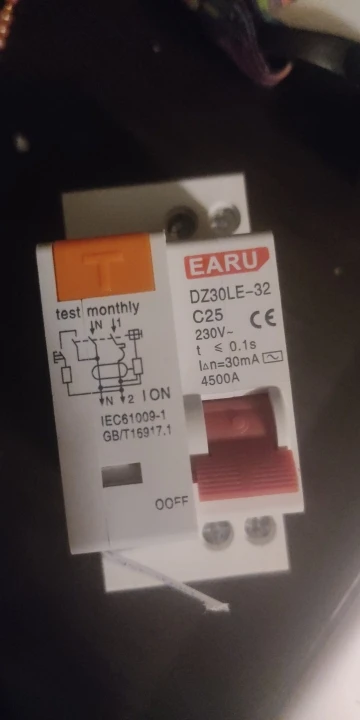 T
test monthly
N 1
N 2
I ON
IEC61009-1
GB/T16917.1
O OFF
EARU
DZ30LE-32
C25
CE
230V~
t ≤ 0.1s
I△n=30mA
4500A